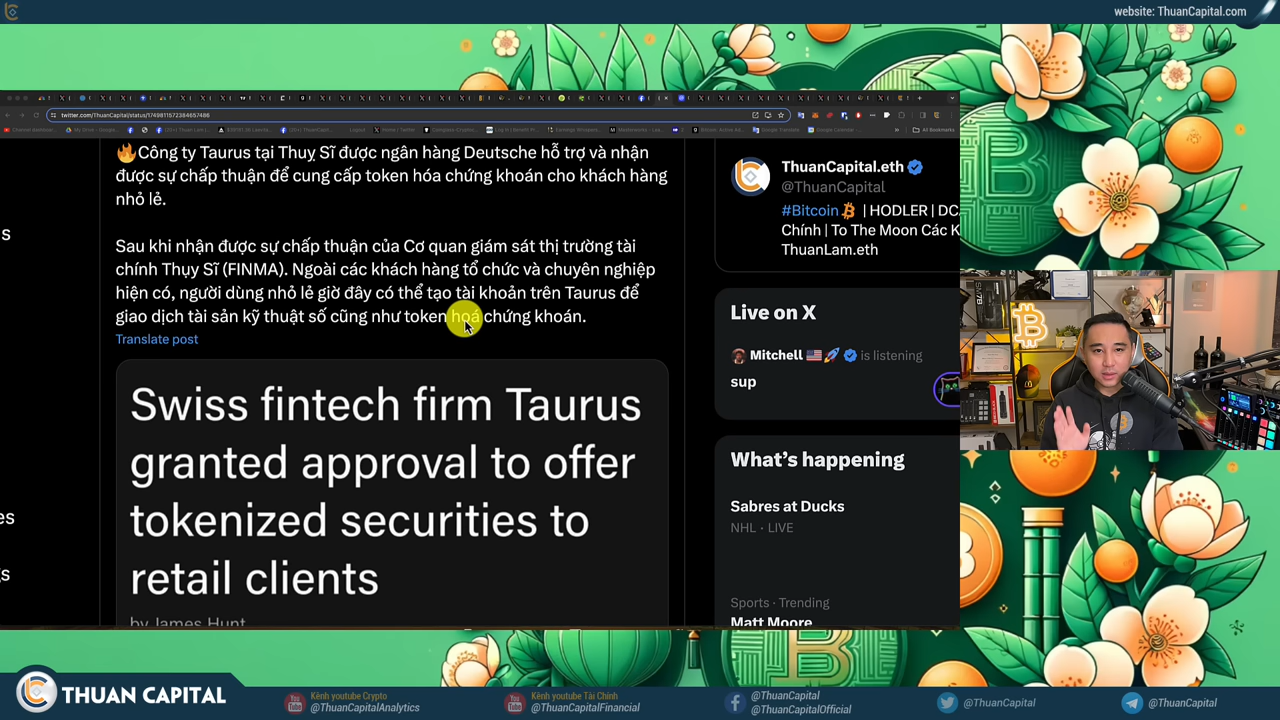 website: ThuanCapital.com
twitter.com/status/1749811572384657486
All Bookmarks
🔥Công ty Taurus tại Thuỵ Sĩ được ngân hàng Deutsche hỗ trợ và nhận
được sự chấp thuận để cung cấp token hóa chứng khoán cho khách hàng
nhỏ lẻ.
Sau khi nhận được sự chấp thuận của Cơ quan giám sát thị trường tài
chính Thụy Sĩ (FINMA). Ngoài các khách hàng tổ chức và chuyên nghiệp
hiện có, người dùng nhỏ lẻ giờ đây có thể tạo tài khoản trên Taurus để
giao dịch tài sản kỹ thuật số cũng như token hoá chứng khoán.
Translate post
Swiss fintech firm Taurus
granted approval to offer
tokenized securities to
retail clients
by James Hunt
ThuanCapital.eth
@ThuanCapital
#Bitcoin | HODLER | DC
Chính | To The Moon Các K
ThuanLam.eth
Live on X
Mitchell 🇺🇸🚀 is listening
sup
What's happening
Sabres at Ducks
NHL · LIVE
Sports · Trending
Matt Moore
THUAN CAPITAL
Kênh youtube Crypto
@ThuanCapitalAnalytics
Kênh youtube Tài Chính
@ThuanCapitalFinancial
@ThuanCapital
@ThuanCapitalOfficial
@ThuanCapital
@ThuanCapital